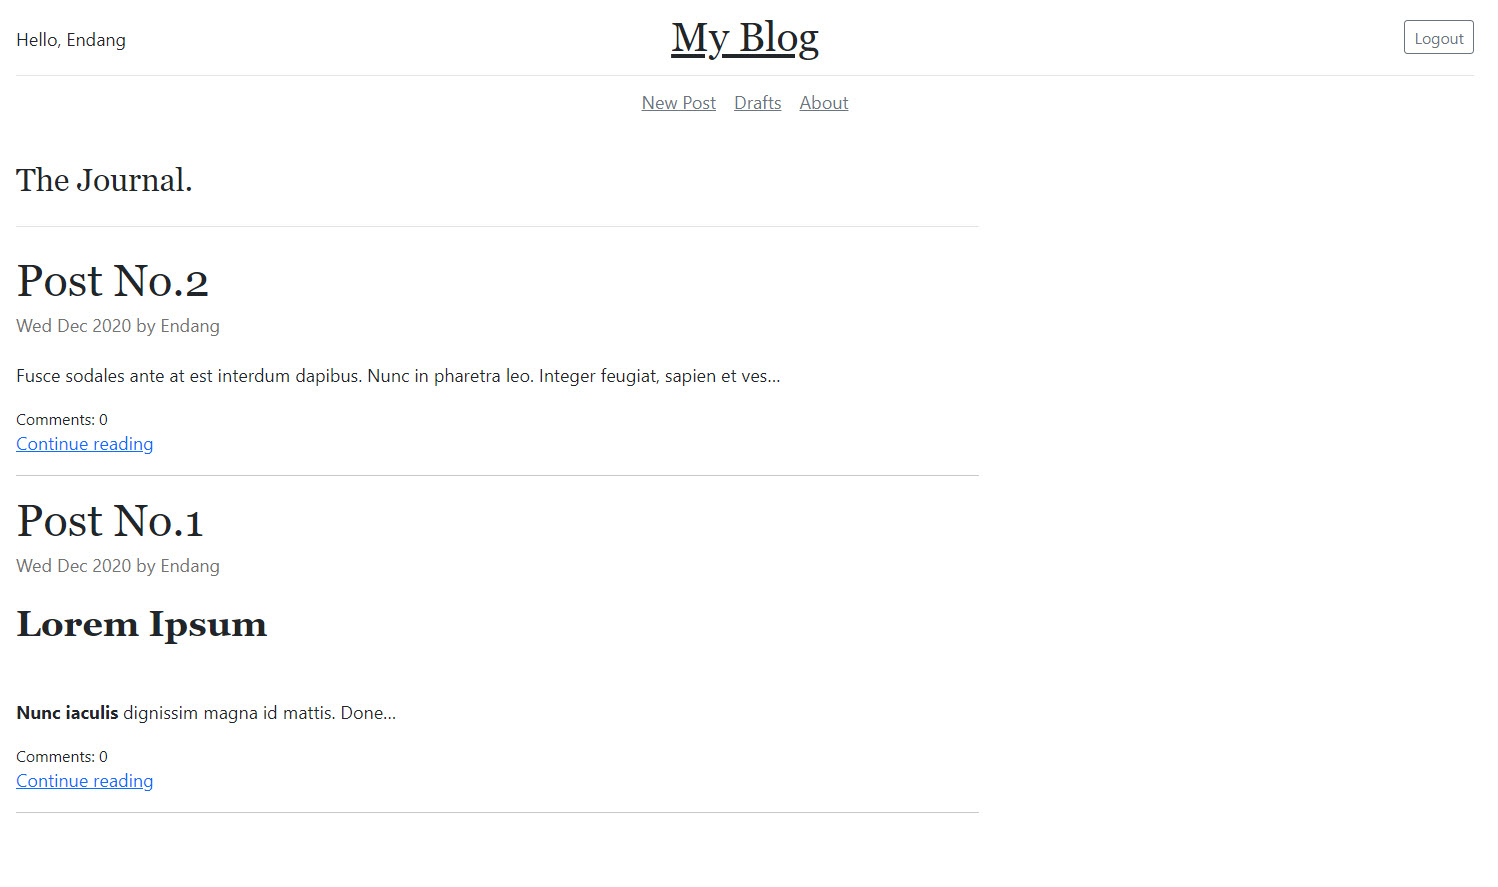 Hello, Endang
My Blog
Logout
New Post Drafts About
The Journal.
Post No.2
Wed Dec 2020 by Endang
Fusce sodales ante at est interdum dapibus. Nunc in pharetra leo. Integer feugiat, sapien et ves...
Comments: 0
Continue reading
Post No.1
Wed Dec 2020 by Endang
Lorem Ipsum
Nunc iaculis dignissim magna id mattis. Done...
Comments: 0
Continue reading